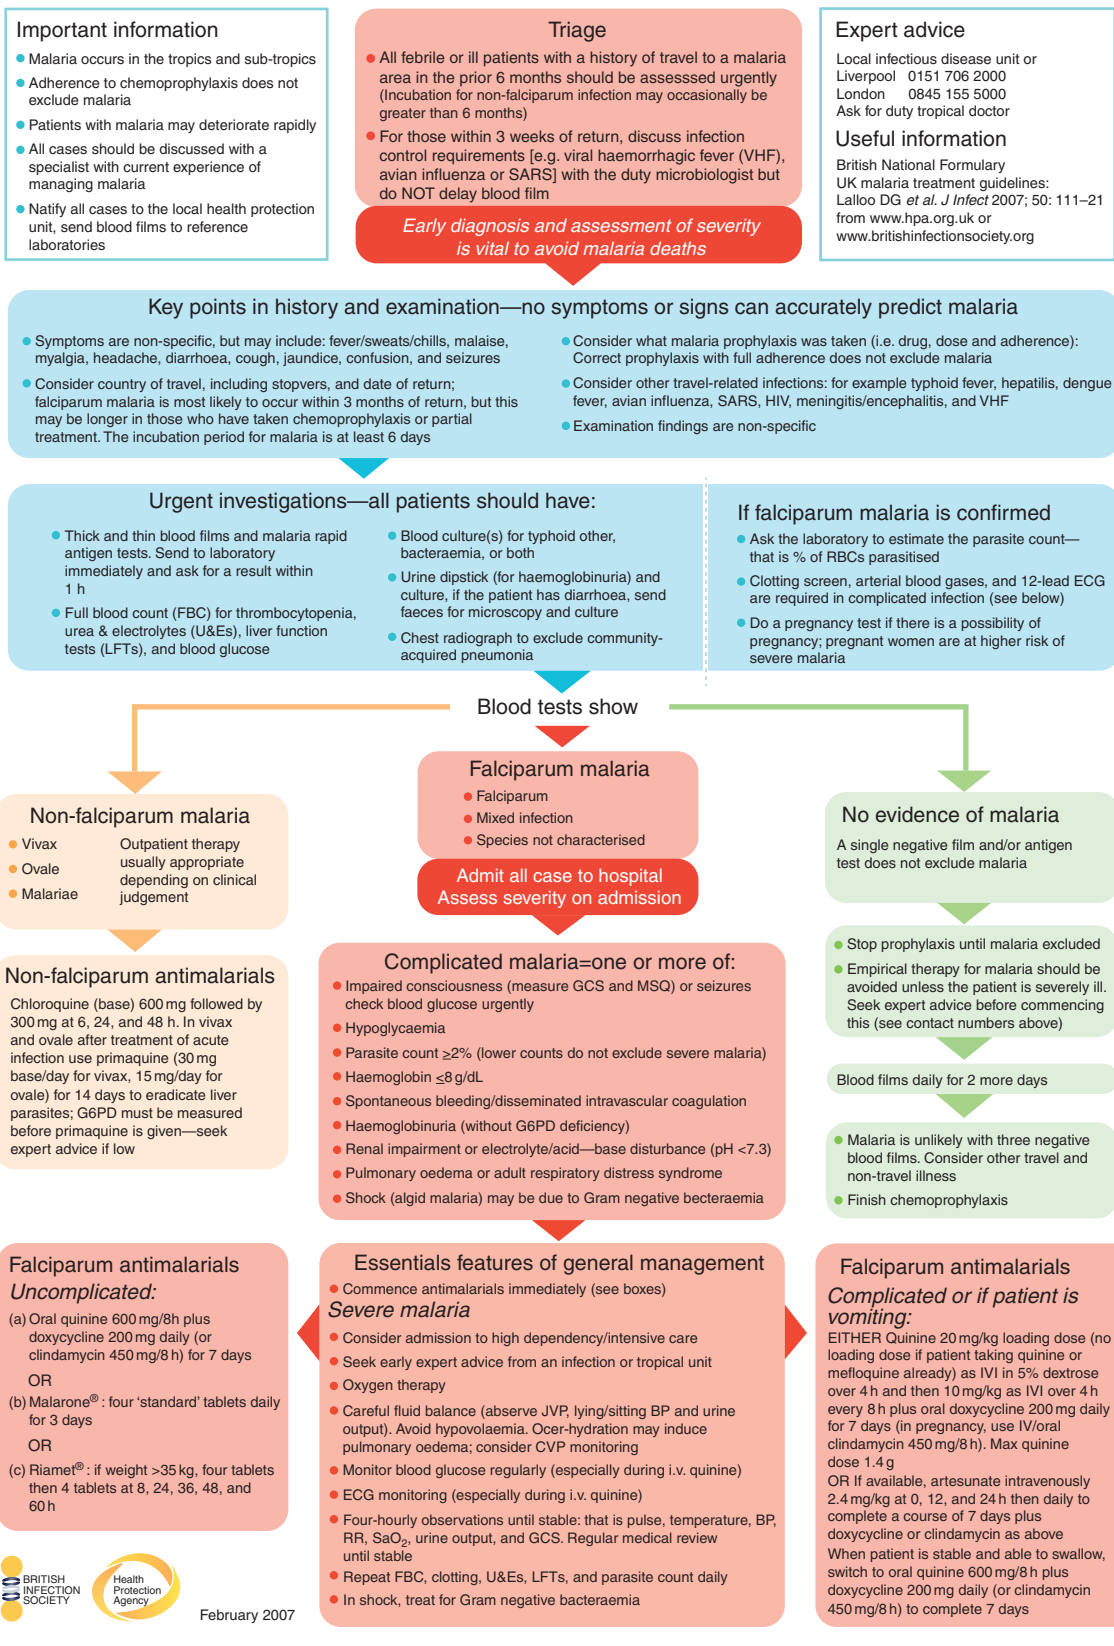 Important information
Malaria occurs in the tropics and sub-tropics
Adherence to chemoprophylaxis does not
exclude malaria
Patients with malaria may deteriorate rapidly
All cases should be discussed with a
specialist with current experience of
managing malaria
Natify all cases to the local health protection
unit, send blood films to reference
laboratories
Triage
All febrile or ill patients with a history of travel to a malaria
area in the prior 6 months should be assesssed urgently
(Incubation for non-falciparum infection may occasionally be
greater than 6 months)
For those within 3 weeks of return, discuss infection
control requirements [e.g. viral haemorrhagic fever (VHF),
avian influenza or SARS] with the duty microbiologist but
do NOT delay blood film
Early diagnosis and assessment of severity
is vital to avoid malaria deaths
Expert advice
Local infectious disease unit or
Liverpool 0151 706 2000
London 0845 155 5000
Ask for duty tropical doctor
Useful information
British National Formulary
UK malaria treatment guidelines:
Lalloo DG et al. J Infect 2007; 50: 111–21
from www.hpa.org.uk or
www.britishinfectionsociety.org
Key points in history and examination—no symptoms or signs can accurately predict malaria
Symptoms are non-specific, but may include: fever/sweats/chills, malaise,
myalgia, headache, diarrhoea, cough, jaundice, confusion, and seizures
Consider country of travel, including stopvers, and date of return;
falciparum malaria is most likely to occur within 3 months of return, but this
may be longer in those who have taken chemoprophylaxis or partial
treatment. The incubation period for malaria is at least 6 days
Consider what malaria prophylaxis was taken (i.e. drug, dose and adherence):
Correct prophylaxis with full adherence does not exclude malaria
Consider other travel-related infections: for example typhoid fever, hepatilis, dengue
fever, avian influenza, SARS, HIV, meningitis/encephalitis, and VHF
Examination findings are non-specific
Urgent investigations—all patients should have:
Thick and thin blood films and malaria rapid
antigen tests. Send to laboratory
immediately and ask for a result within
1 h
Full blood count (FBC) for thrombocytopenia,
urea & electrolytes (U&Es), liver function
tests (LFTs), and blood glucose
Blood culture(s) for typhoid other,
bacteraemia, or both
Urine dipstick (for haemoglobinuria) and
culture, if the patient has diarrhoea, send
faeces for microscopy and culture
Chest radiograph to exclude community-
acquired pneumonia
If falciparum malaria is confirmed
Ask the laboratory to estimate the parasite count—
that is % of RBCs parasitised
Clotting screen, arterial blood gases, and 12-lead ECG
are required in complicated infection (see below)
Do a pregnancy test if there is a possibility of
pregnancy; pregnant women are at higher risk of
severe malaria
Blood tests show
Non-falciparum malaria
Vivax
Ovale
Malariae
Outpatient therapy
usually appropriate
depending on clinical
judgement
Non-falciparum antimalarials
Chloroquine (base) 600 mg followed by
300 mg at 6, 24, and 48 h. In vivax
and ovale after treatment of acute
infection use primaquine (30 mg
base/day for vivax, 15 mg/day for
ovale) for 14 days to eradicate liver
parasites; G6PD must be measured
before primaquine is given—seek
expert advice if low
Falciparum malaria
Falciparum
Mixed infection
Species not characterised
Admit all case to hospital
Assess severity on admission
Complicated malaria=one or more of:
Impaired consciousness (measure GCS and MSQ) or seizures
check blood glucose urgently
Hypoglycaemia
Parasite count ≥2% (lower counts do not exclude severe malaria)
Haemoglobin ≤8 g/dL
Spontaneous bleeding/disseminated intravascular coagulation
Haemoglobinuria (without G6PD deficiency)
Renal impairment or electrolyte/acid—base disturbance (pH <7.3)
Pulmonary oedema or adult respiratory distress syndrome
Shock (algid malaria) may be due to Gram negative becteraemia
No evidence of malaria
A single negative film and/or antigen
test does not exclude malaria
Stop prophylaxis until malaria excluded
Empirical therapy for malaria should be
avoided unless the patient is severely ill.
Seek expert advice before commencing
this (see contact numbers above)
Blood films daily for 2 more days
Malaria is unlikely with three negative
blood films. Consider other travel and
non-travel illness
Finish chemoprophylaxis
Falciparum antimalarials
Uncomplicated:
(a) Oral quinine 600 mg/8h plus
doxycycline 200 mg daily (or
clindamycin 450 mg/8 h) for 7 days
OR
(b) Malarone®: four 'standard' tablets daily
for 3 days
OR
(c) Riamet®: if weight >35 kg, four tablets
then 4 tablets at 8, 24, 36, 48, and
60 h
Essentials features of general management
Commence antimalarials immediately (see boxes)
Severe malaria
Consider admission to high dependency/intensive care
Seek early expert advice from an infection or tropical unit
Oxygen therapy
Careful fluid balance (observe JVP, lying/sitting BP and urine
output). Avoid hypovolaemia. Ocer-hydration may induce
pulmonary oedema; consider CVP monitoring
Monitor blood glucose regularly (especially during i.v. quinine)
ECG monitoring (especially during i.v. quinine)
Four-hourly observations until stable: that is pulse, temperature, BP,
RR, SaO2, urine output, and GCS. Regular medical review
until stable
Repeat FBC, clotting, U&Es, LFTs, and parasite count daily
In shock, treat for Gram negative bacteraemia
Falciparum antimalarials
Complicated or if patient is
vomiting:
EITHER Quinine 20 mg/kg loading dose (no
loading dose if patient taking quinine or
mefloquine already) as IVI in 5% dextrose
over 4 h and then 10 mg/kg as IVI over 4 h
every 8 h plus oral doxycycline 200 mg daily
for 7 days (in pregnancy, use IV/oral
clindamycin 450 mg/8 h). Max quinine
dose 1.4 g
OR If available, artesunate intravenously
2.4 mg/kg at 0, 12, and 24 h then daily to
complete a course of 7 days plus
doxycycline or clindamycin as above
When patient is stable and able to swallow,
switch to oral quinine 600 mg/8 h plus
doxycycline 200 mg daily (or clindamycin
450 mg/8 h) to complete 7 days
BRITISH
INFECTION
SOCIETY
Health
Protection
Agency
February 2007